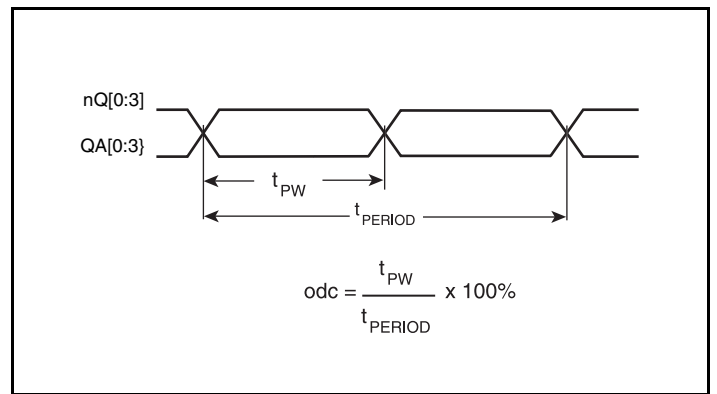 nQ[0:3]
QA[0:3}
tPW
tPERIOD
odc = tPW / tPERIOD x 100%